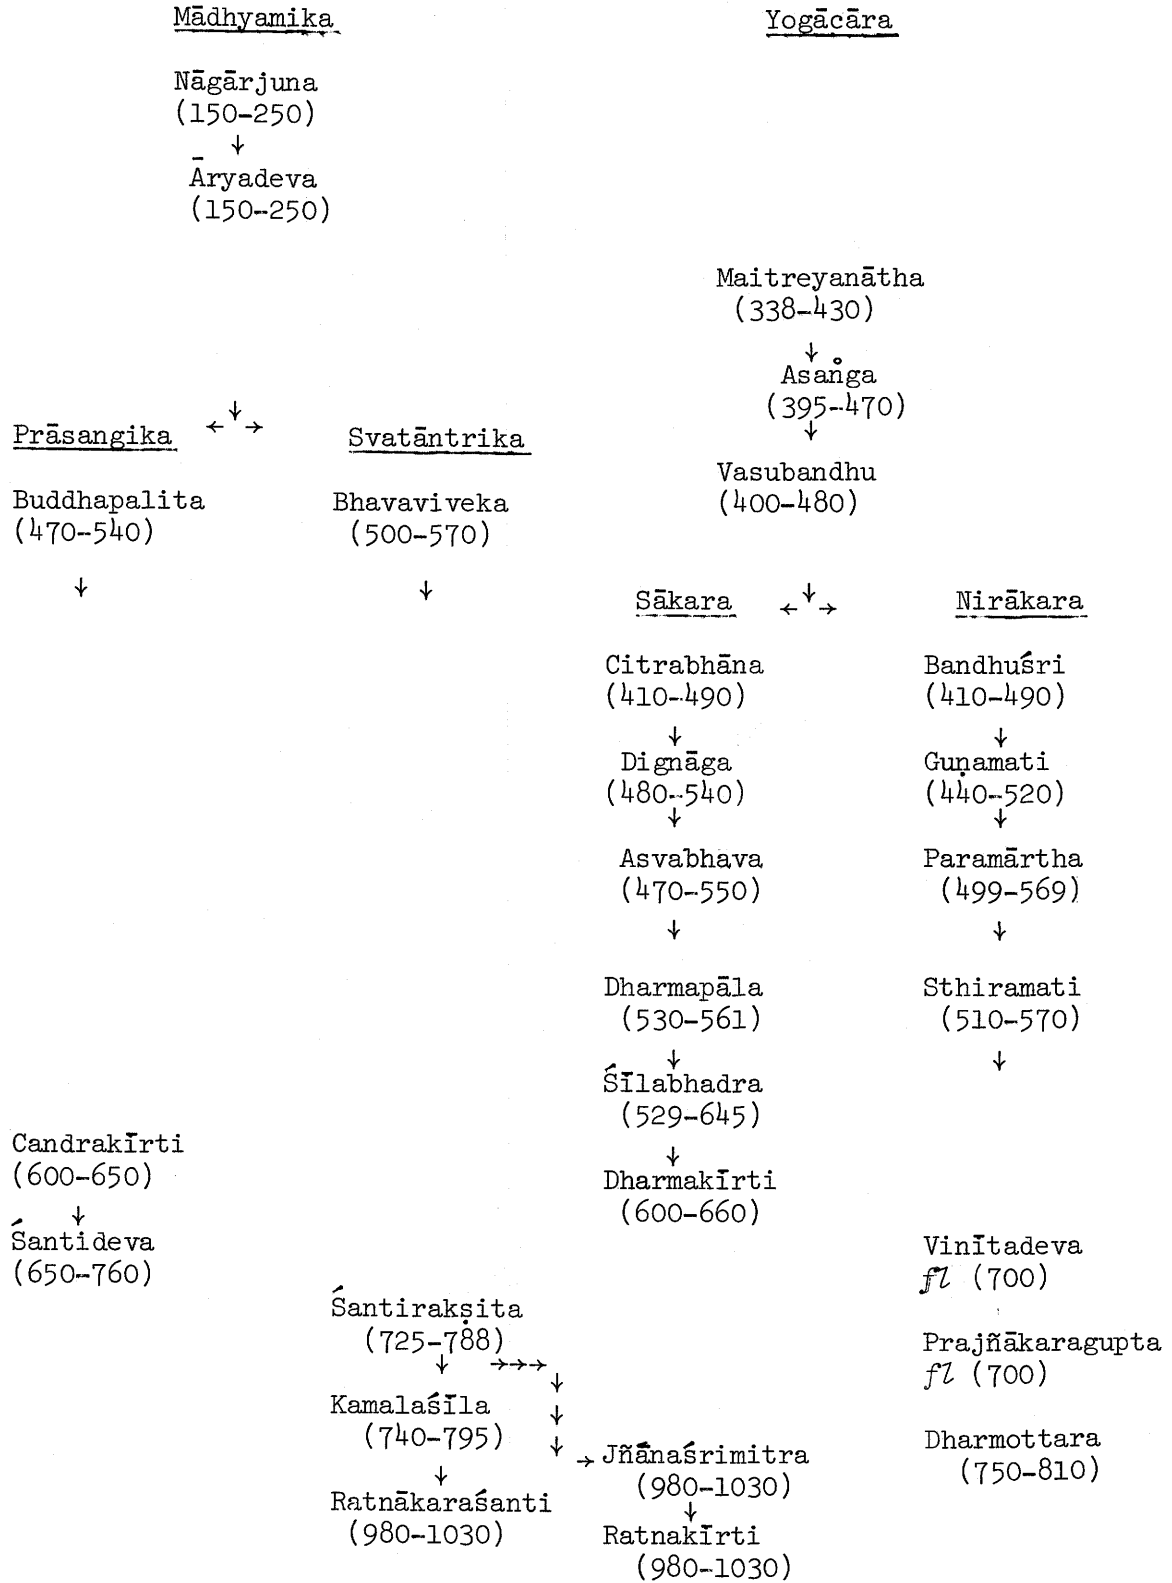 Mādhyamika
Yogācāra
Nāgārjuna
(150-250)
↓
Āryadeva
(150-250)
Maitreyanātha
(338-430)
↓
Asan̊ga
(395-470)
↓
Vasubandhu
(400-480)
← ↓ →
Prāsangika
Svatāntrika
Buddhapalita
(470-540)
↓
Bhavaviveka
(500-570)
↓
← ↓ →
Sākara
Nirākara
Citrabhāna
(410-490)
↓
Dignāga
(480-540)
↓
Asvabhava
(470-550)
↓
Dharmapāla
(530-561)
↓
Śīlabhadra
(529-645)
↓
Dharmakīrti
(600-660)
Bandhuśri
(410-490)
↓
Guṇamati
(440-520)
↓
Paramārtha
(499-569)
↓
Sthiramati
(510-570)
↓
Candrakīrti
(600-650)
↓
Śantideva
(650-760)
Vinītadeva
fl (700)
Prajñākaragupta
fl (700)
Dharmottara
(750-810)
Śantirakṣita
(725-788)
↓ →→→
↓
Kamalaśīla
↓
(740-795)
↓ →
↓
Ratnākaraśanti
(980-1030)
Jñānaśrimitra
(980-1030)
↓
Ratnakīrti
(980-1030)